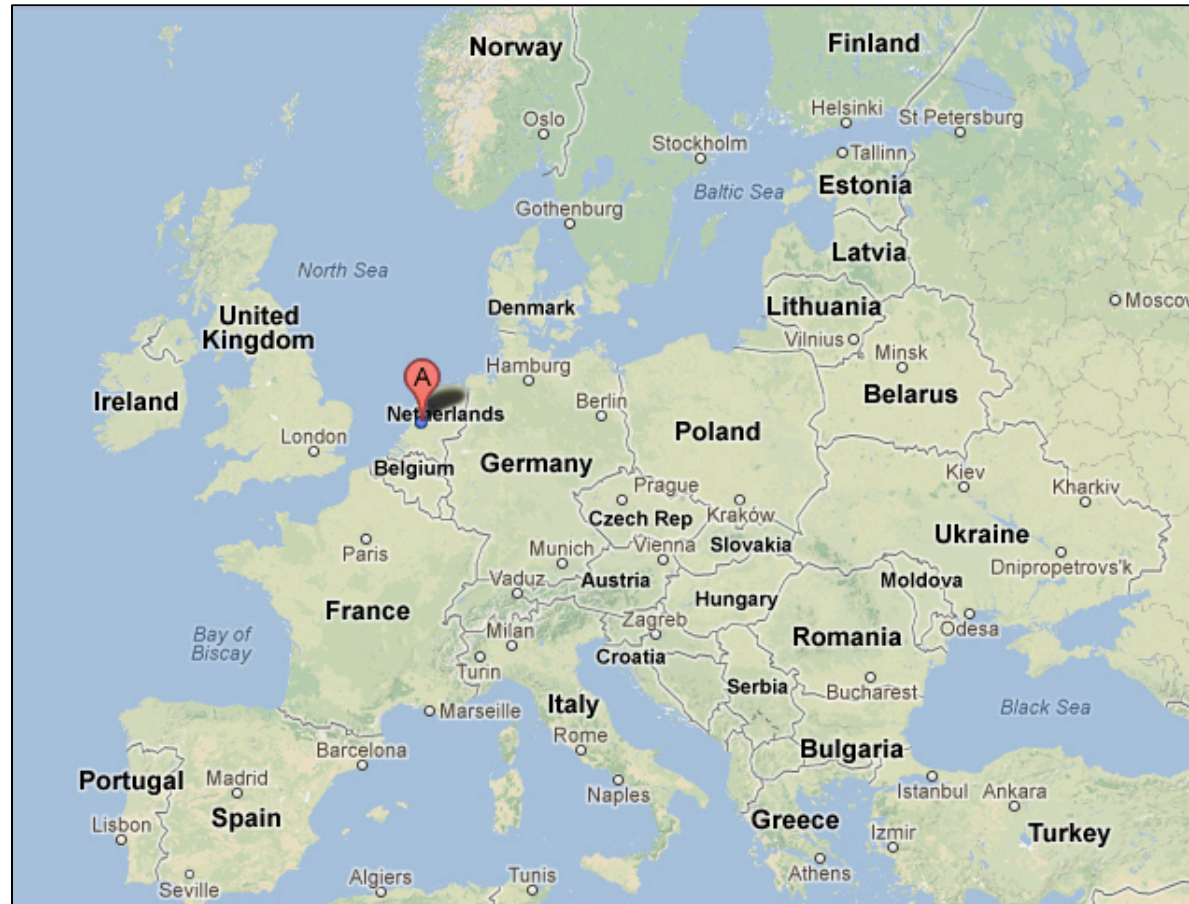 Norway
Finland
Oslo
Helsinki
St Petersburg
Stockholm
Tallinn
Baltic Sea
Estonia
Gothenburg
Latvia
North Sea
Denmark
Lithuania
Moscow
United
Kingdom
Vilnius
Minsk
Hamburg
A
Ireland
Belarus
Netherlands
Berlin
London
Poland
Belgium
Germany
Kiev
Prague
Kharkiv
Kraków
Czech Rep
Ukraine
Paris
Munich
Vienna
Slovakia
Dnipropetrovs'k
Vaduz
Austria
Moldova
Hungary
France
Zagreb
Odesa
Bay of
Biscay
Milan
Romania
Croatia
Turin
Serbia
Bucharest
Italy
Marseille
Black Sea
Rome
Barcelona
Bulgaria
Portugal
Madrid
Naples
Istanbul
Ankara
Lisbon
Spain
Greece
Izmir
Turkey
Athens
Seville
Algiers
Tunis